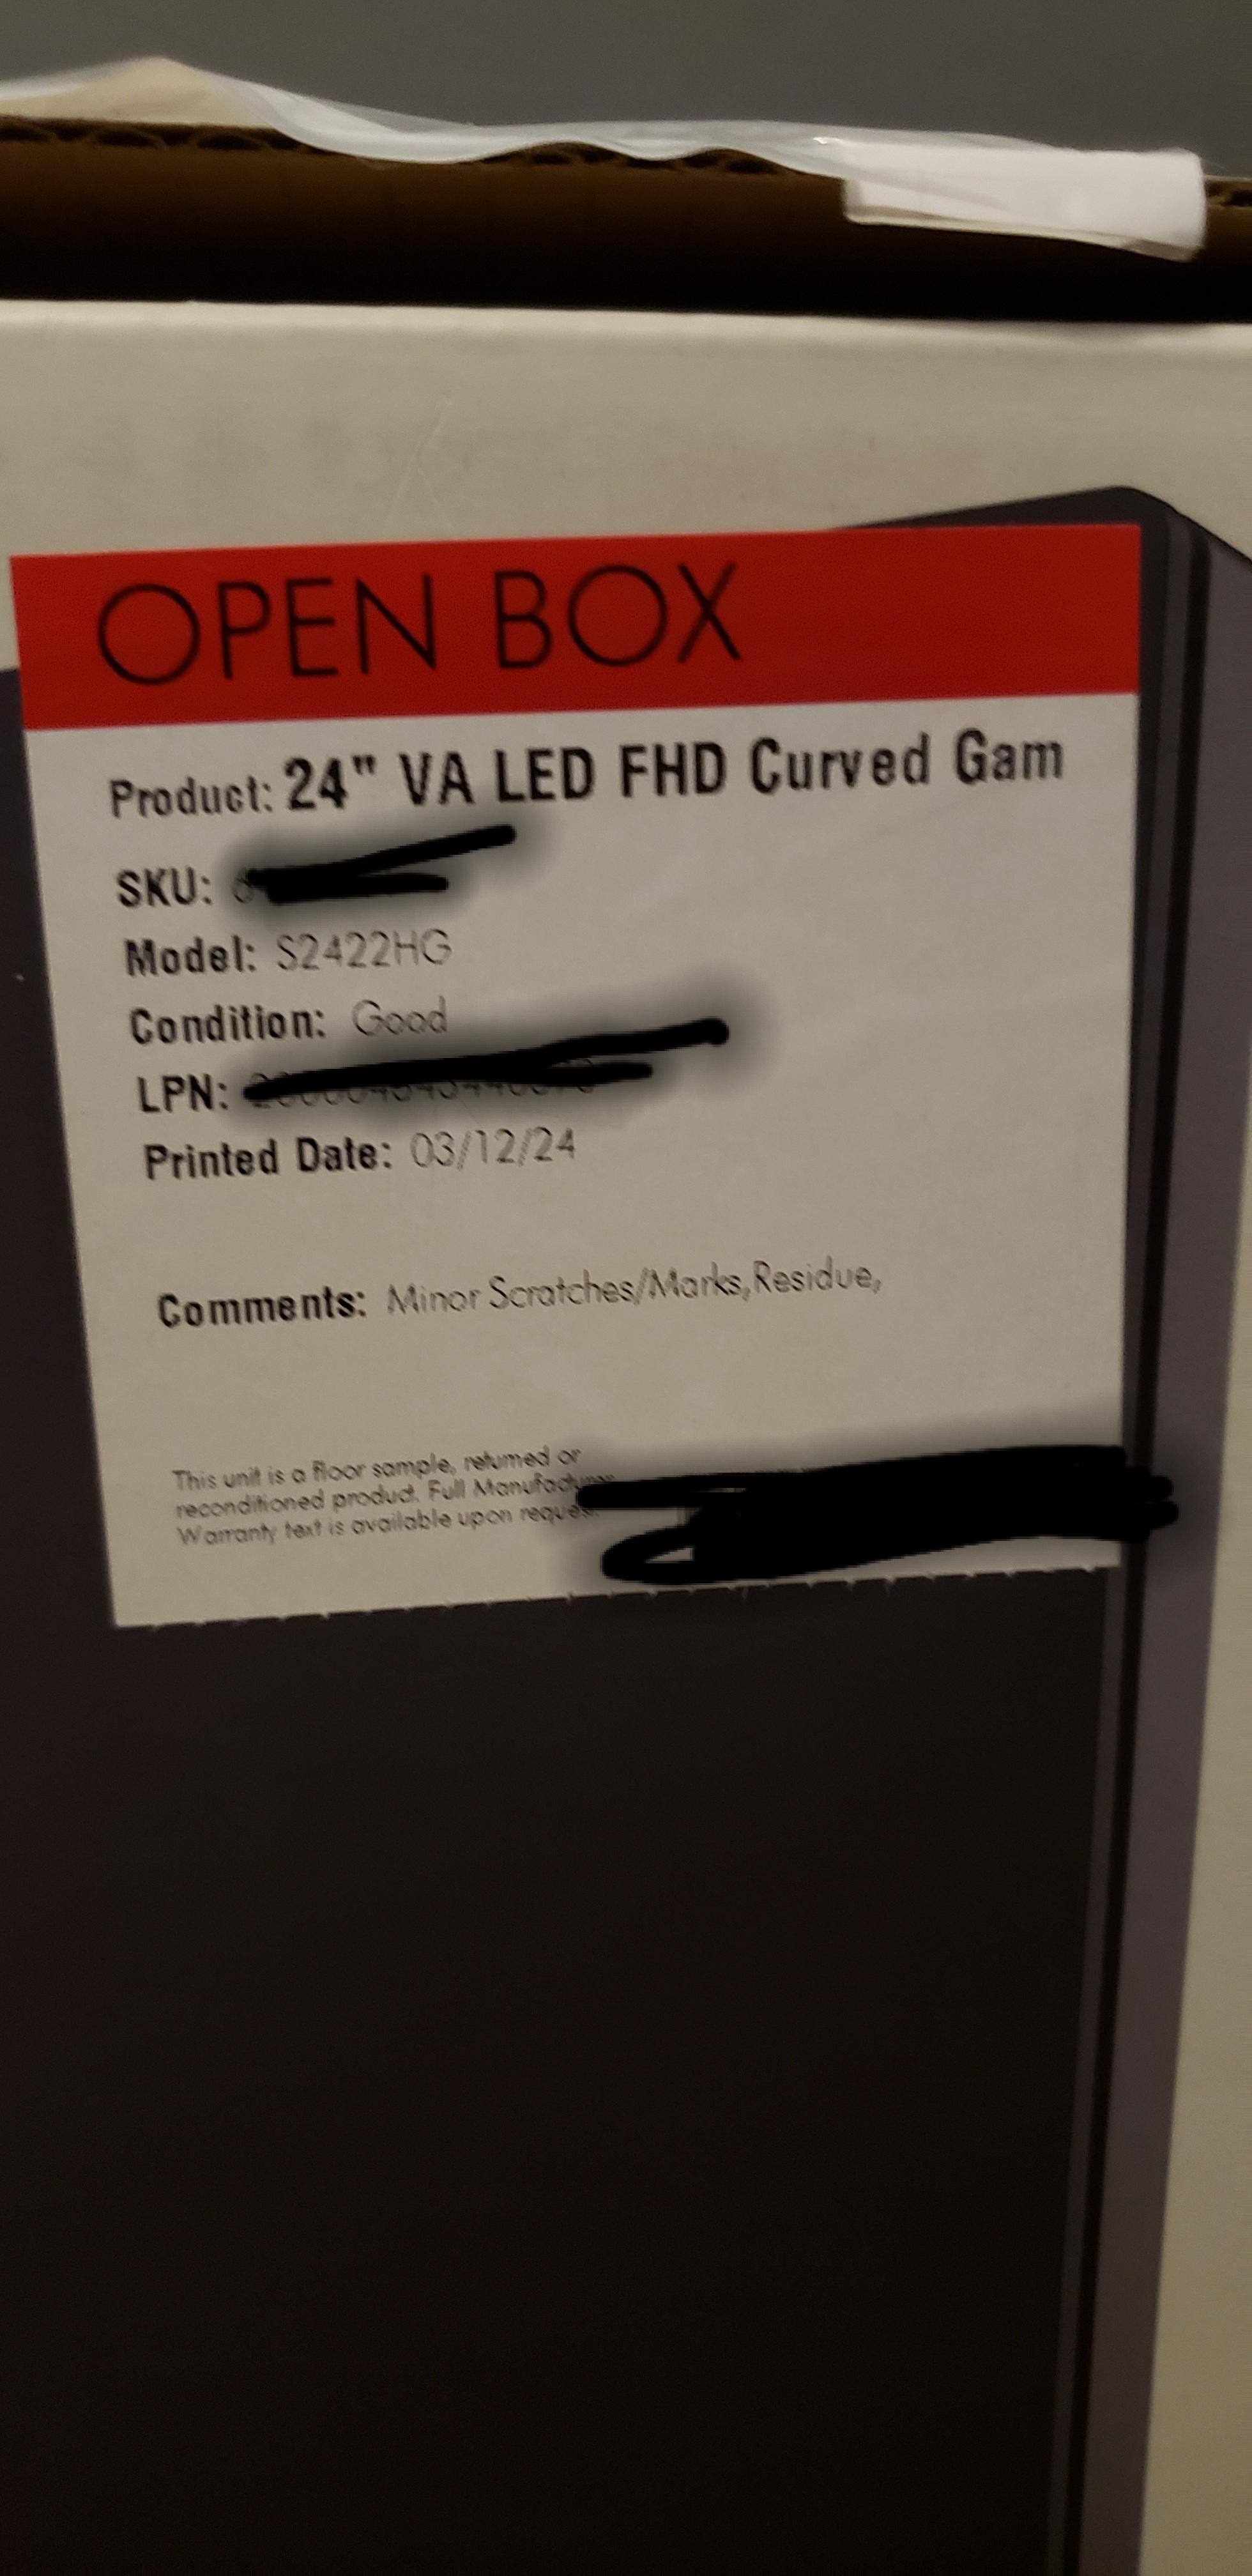 OPEN BOX
Product: 24" VA LED FHD Curved Gam
SKU:
Model: S2422HG
Condition: Good
LPN:
Printed Date: 03/12/24
Comments: Minor Scratches/Marks,Residue,
This unit is a floor sample, returned or
reconditioned product. Full Manufacturer
Warranty text is available upon request.